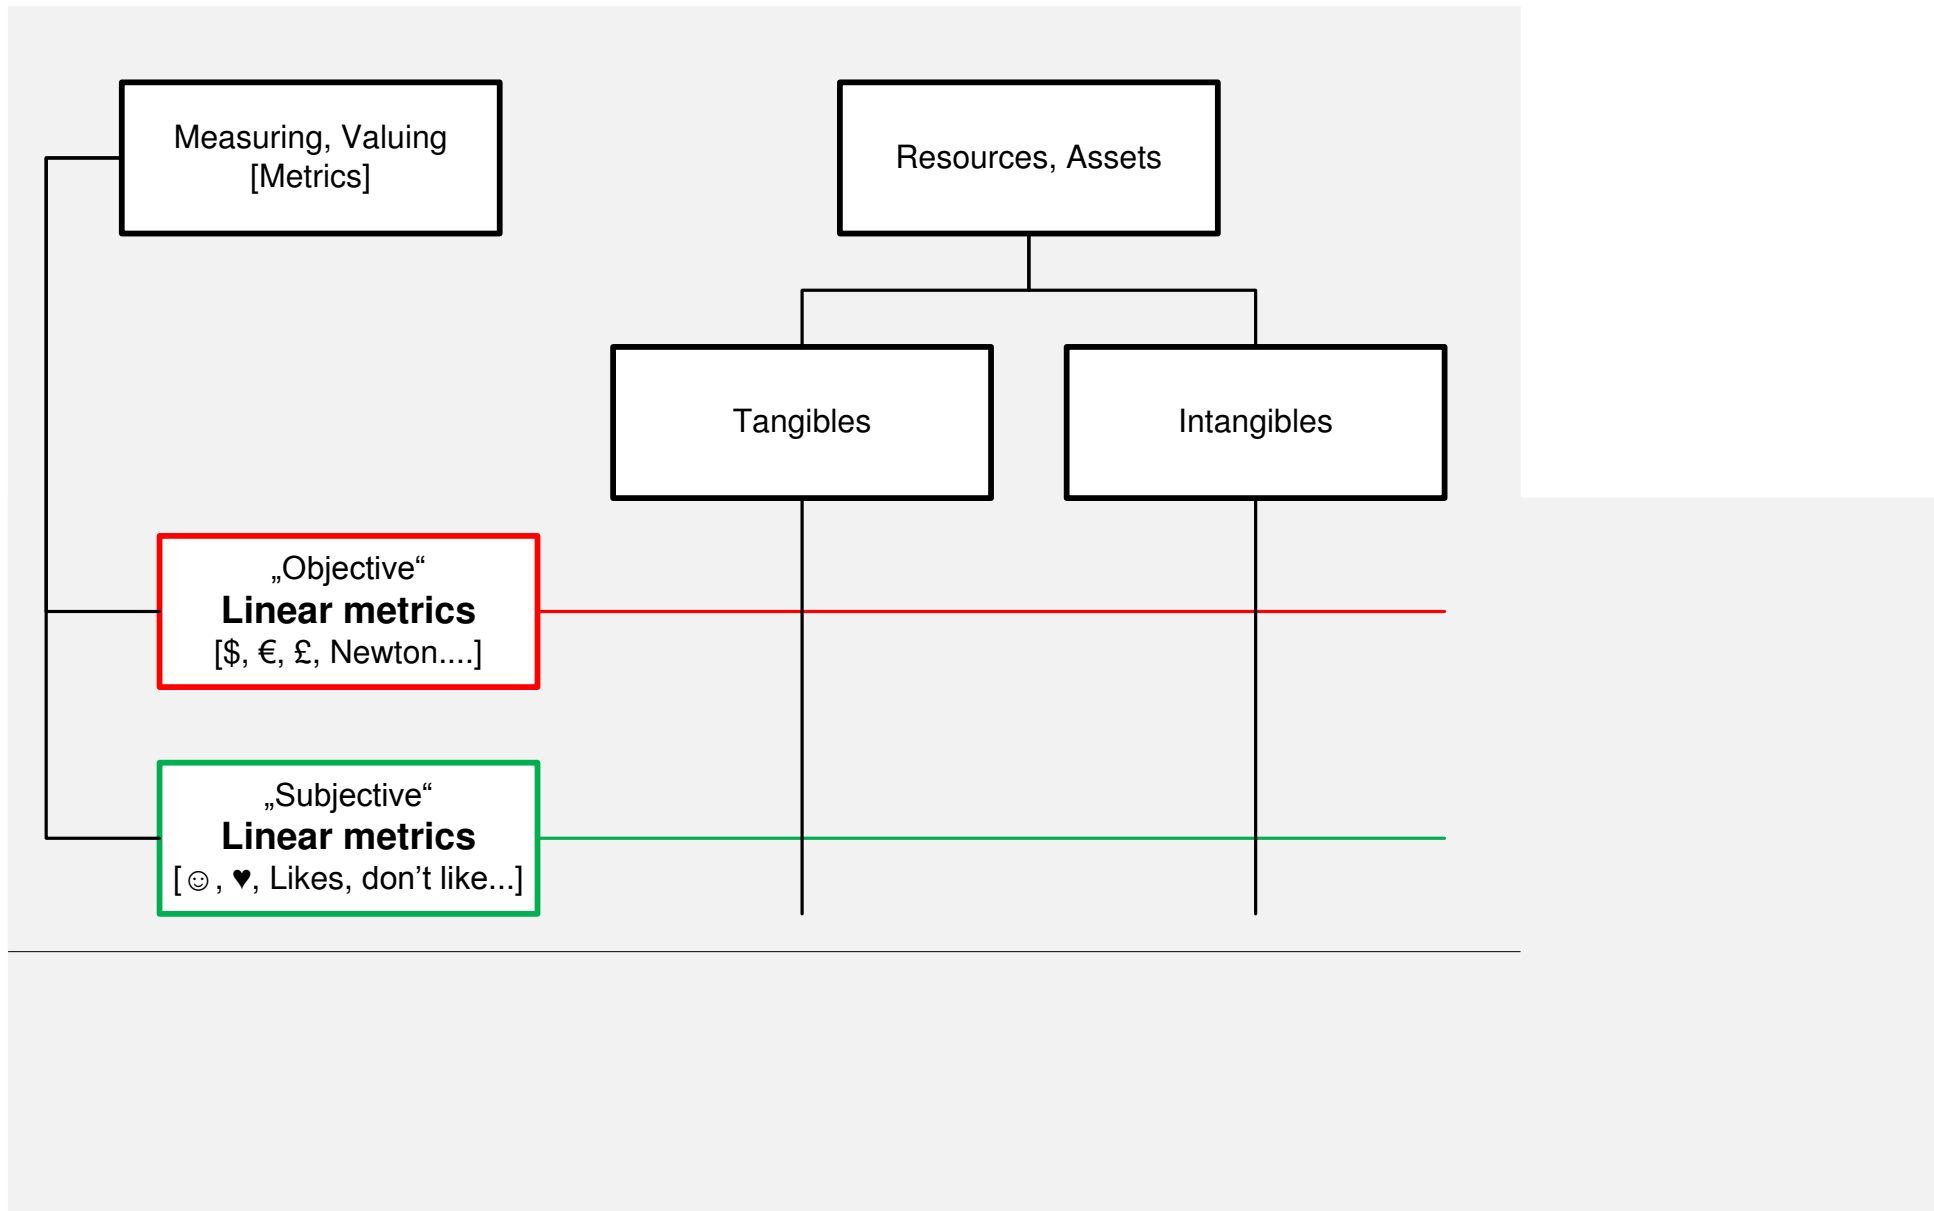 Measuring, Valuing
[Metrics]
Resources, Assets
Tangibles
Intangibles
„Objective“
Linear metrics
[$, €, £, Newton....]
„Subjective“
Linear metrics
[☺, ♥, Likes, don’t like...]